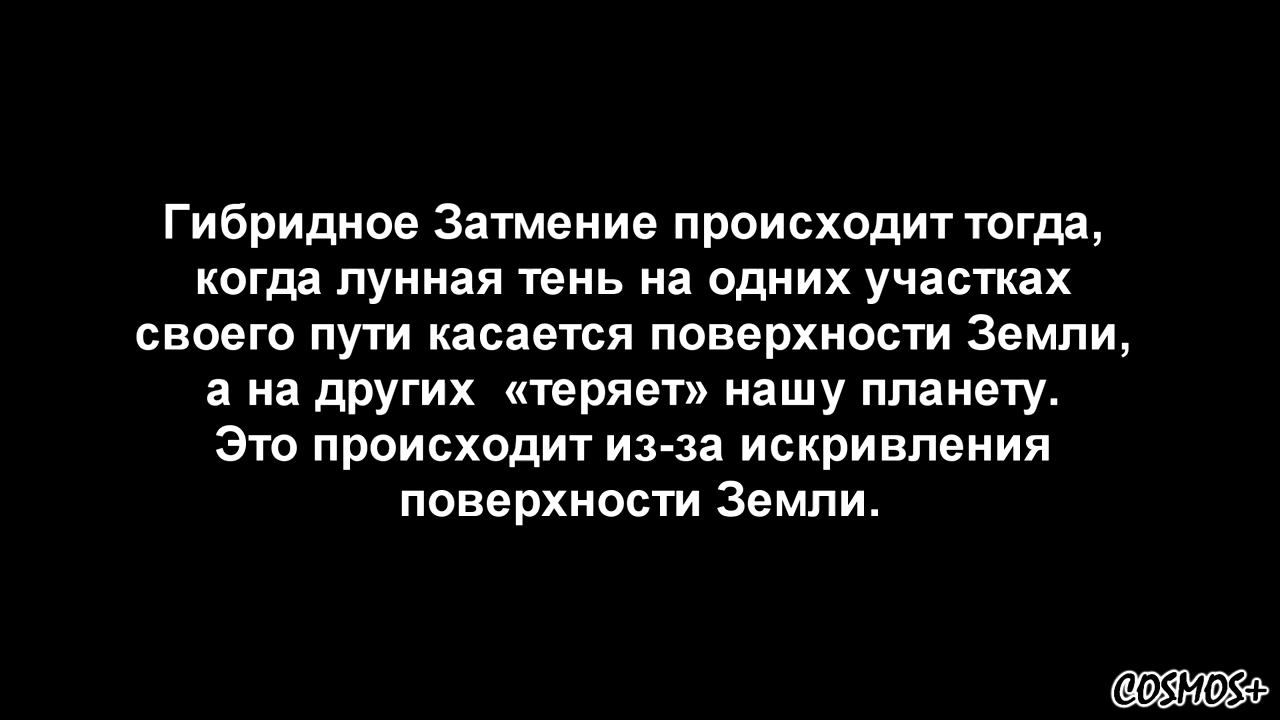 Гибридное Затмение происходит тогда,
когда лунная тень на одних участках
своего пути касается поверхности Земли,
а на других «теряет» нашу планету.
Это происходит из-за искривления
поверхности Земли.
COSMOS+